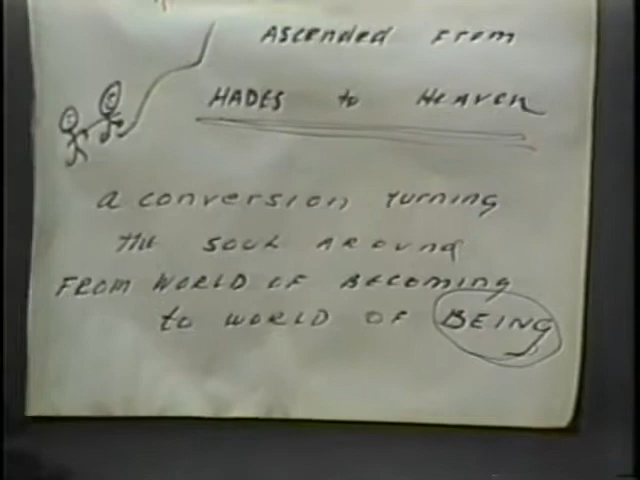 ASCENDED FROM
HADES to HEAVEN
a conversion turning
THE SOUL AROUND
FROM WORLD OF BECOMING
to WORLD OF BEING